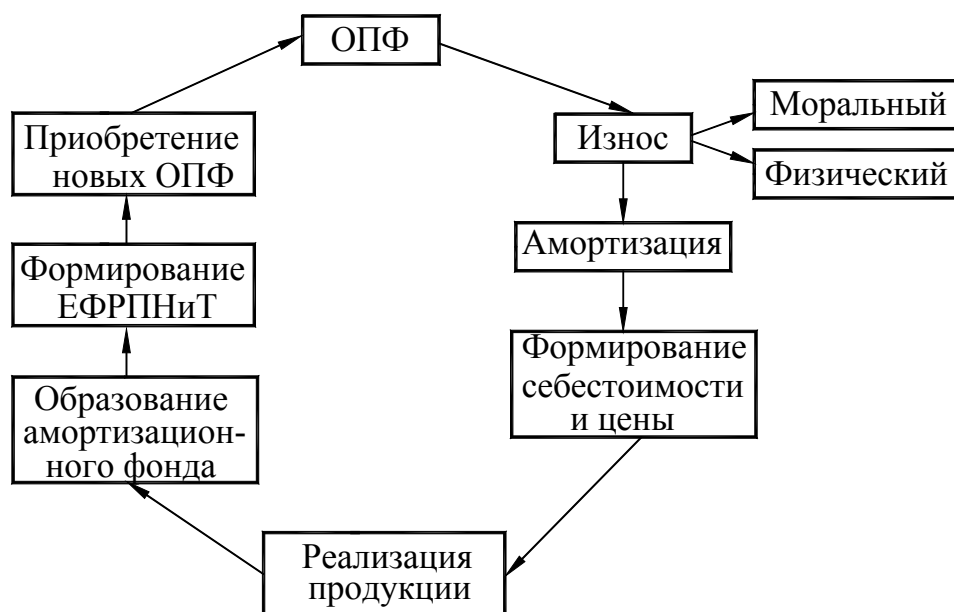 ОПФ
Износ
Моральный
Физический
Амортизация
Формирование
себестоимости
и цены
Реализация
продукции
Образование
амортизацион-
ного фонда
Формирование
ЕФРПНиТ
Приобретение
новых ОПФ